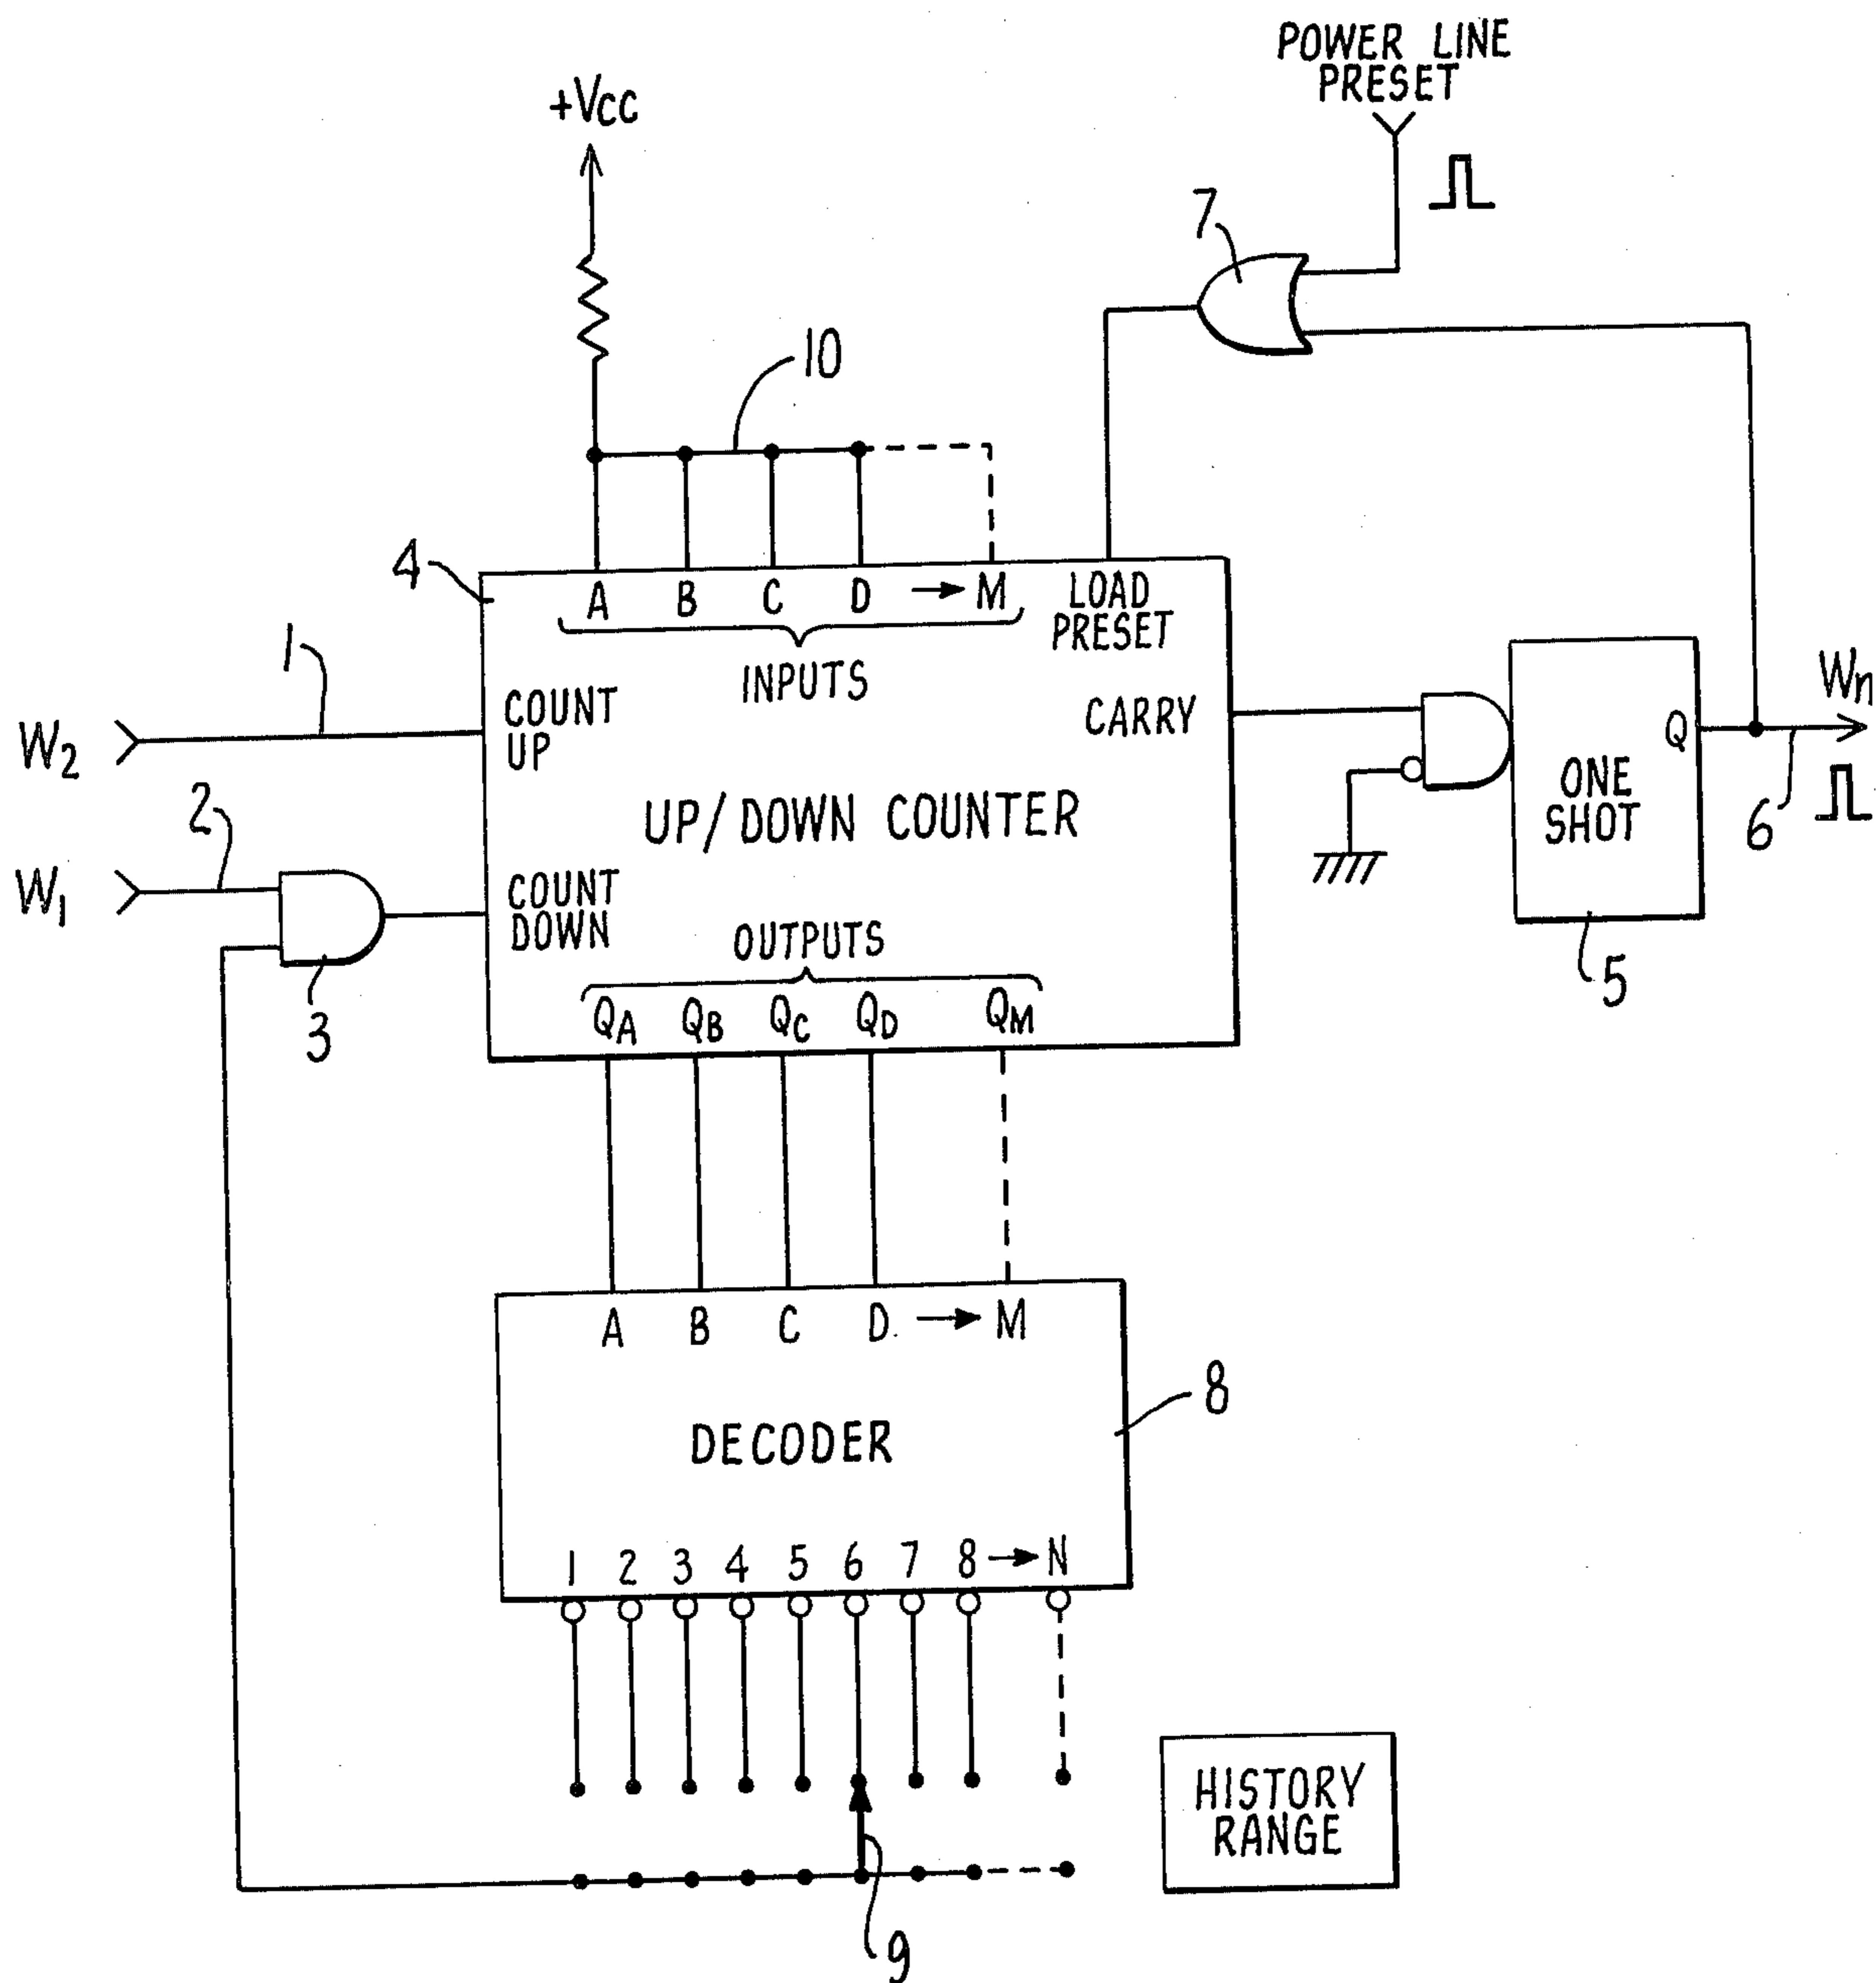 POWER LINE
PRESET
+Vcc
7
10
4
A B C D → M
LOAD
PRESET
INPUTS
1
W2
COUNT
UP
CARRY
Wn
Q
ONE
SHOT
6
5
UP/DOWN COUNTER
2
W1
COUNT
DOWN
3
OUTPUTS
QA QB QC QD QM
A B C D → M
8
DECODER
1 2 3 4 5 6 7 8 → N
HISTORY
RANGE
9